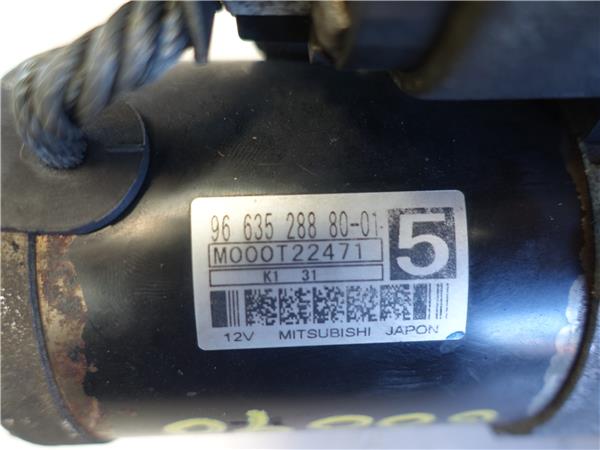 96 635 288 80-01
5
M000T22471
K1 31
12V MITSUBISHI JAPON